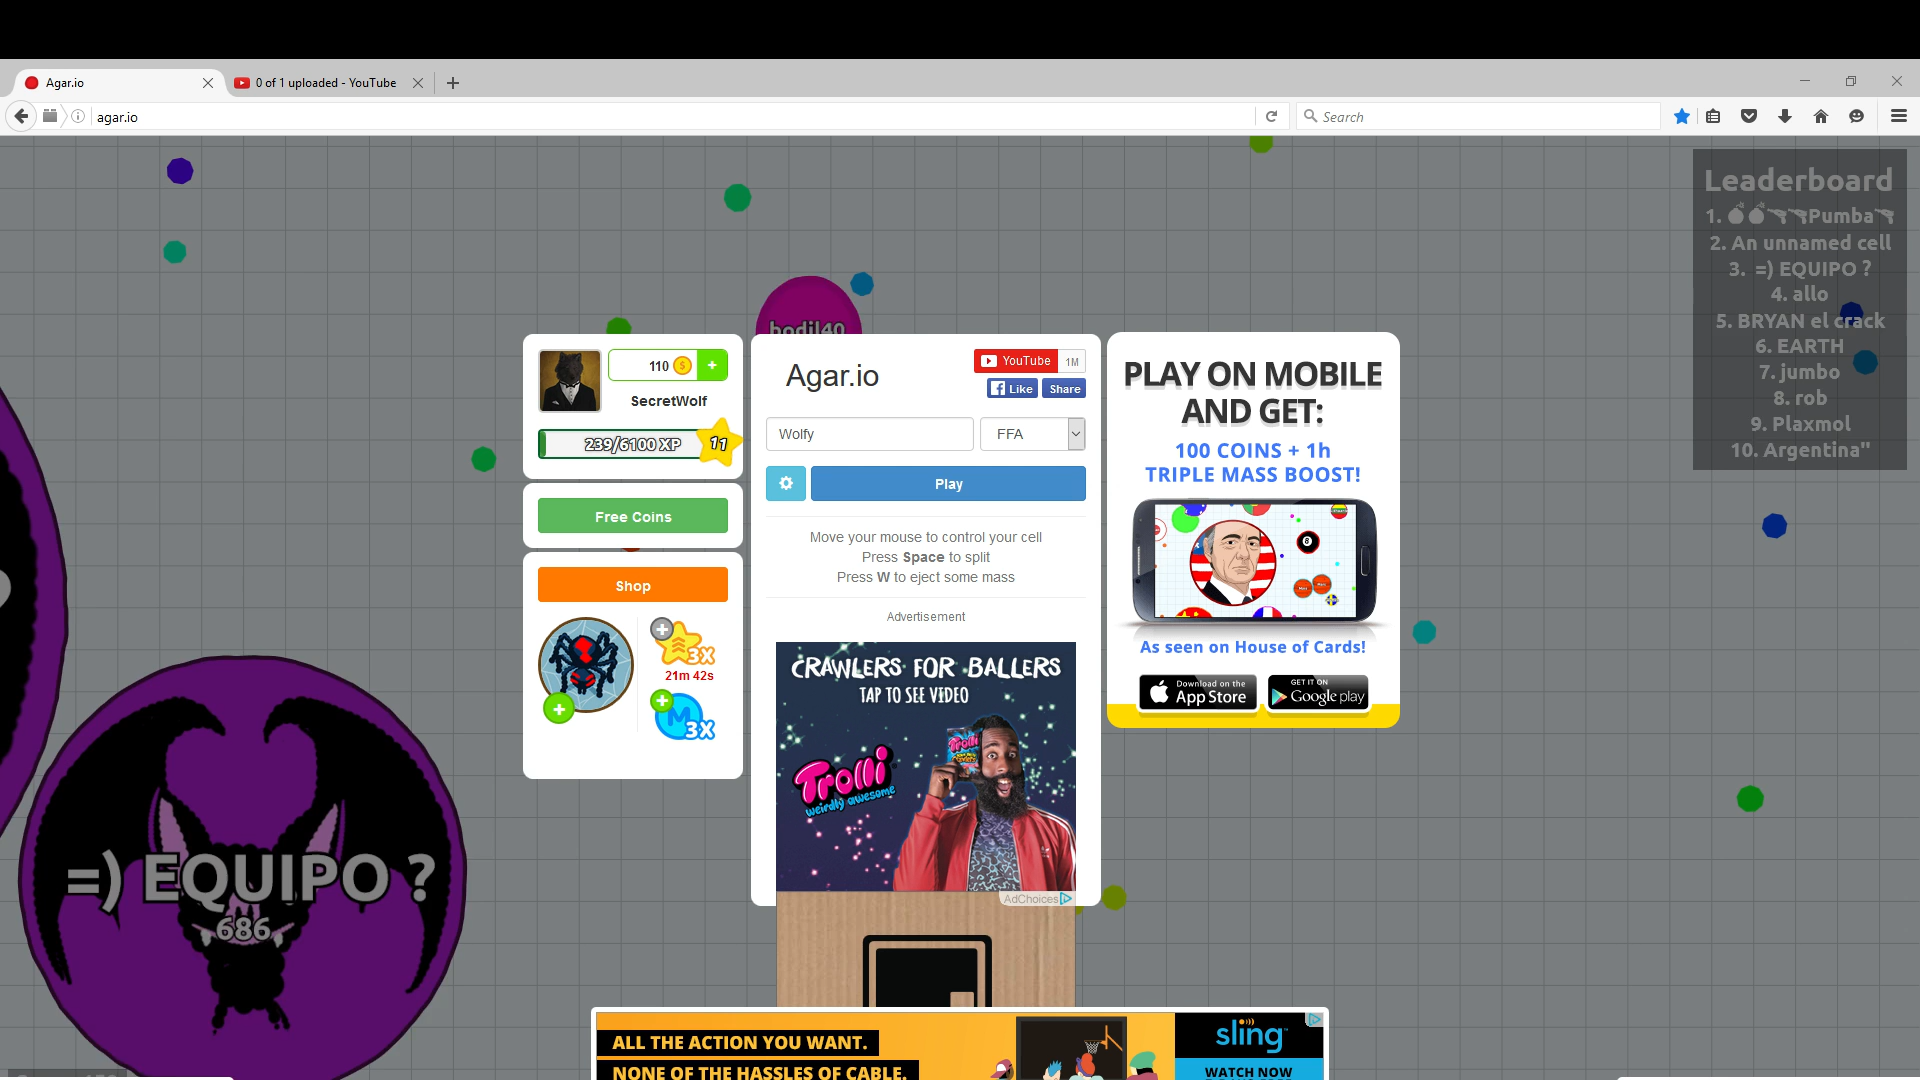 Agar.io
0 of 1 uploaded - YouTube
agar.io
Search
Leaderboard
1. 💣💣🔫🔫Pumba🔫
2. An unnamed cell
3. =) EQUIPO ?
4. allo
5. BRYAN el crack
6. EARTH
7. jumbo
8. rob
9. Plaxmol
10. Argentina"
bodil40
110
SecretWolf
239/6100 XP
11
Free Coins
Shop
3X
21m 42s
M
3X
Agar.io
YouTube
1M
Like
Share
Wolfy
FFA
Play
Move your mouse to control your cell
Press Space to split
Press W to eject some mass
Advertisement
CRAWLERS FOR BALLERS
TAP TO SEE VIDEO
Trolli
weirdly awesome
AdChoices
PLAY ON MOBILE
AND GET:
100 COINS + 1h
TRIPLE MASS BOOST!
8
As seen on House of Cards!
Download on the
App Store
GET IT ON
Google play
=) EQUIPO ?
686
ALL THE ACTION YOU WANT.
NONE OF THE HASSLES OF CABLE.
sling
WATCH NOW